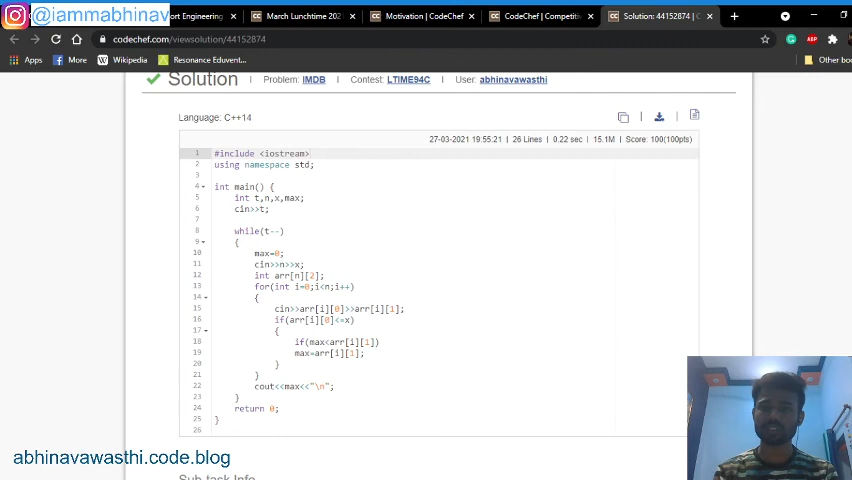 @iammabhinav
ort Engineering
March Lunchtime 202
Motivation | CodeChef
CodeChef | Competitiv
Solution: 44152874 | C
codechef.com/viewsolution/44152874
ABP
Apps
More
Wikipedia
Resonance Eduvent...
Other boo
Solution
Problem: IMDB
Contest: LTIME94C
User: abhinavawasthi
Language: C++14
27-03-2021 19:55:21 | 26 Lines | 0.22 sec | 15.1M | Score: 100(100pts)
1 #include <iostream>
2 using namespace std;
3
4 int main() {
5 int t,n,x,max;
6 cin>>t;
7
8 while(t--)
9 {
10 max=0;
11 cin>>n>>x;
12 int arr[n][2];
13 for(int i=0;i<n;i++)
14 {
15 cin>>arr[i][0]>>arr[i][1];
16 if(arr[i][0]<=x)
17 {
18 if(max<arr[i][1])
19 max=arr[i][1];
20 }
21 }
22 cout<<max<<"\n";
23 }
24 return 0;
25 }
26
abhinavawasthi.code.blog
Sub-task Info